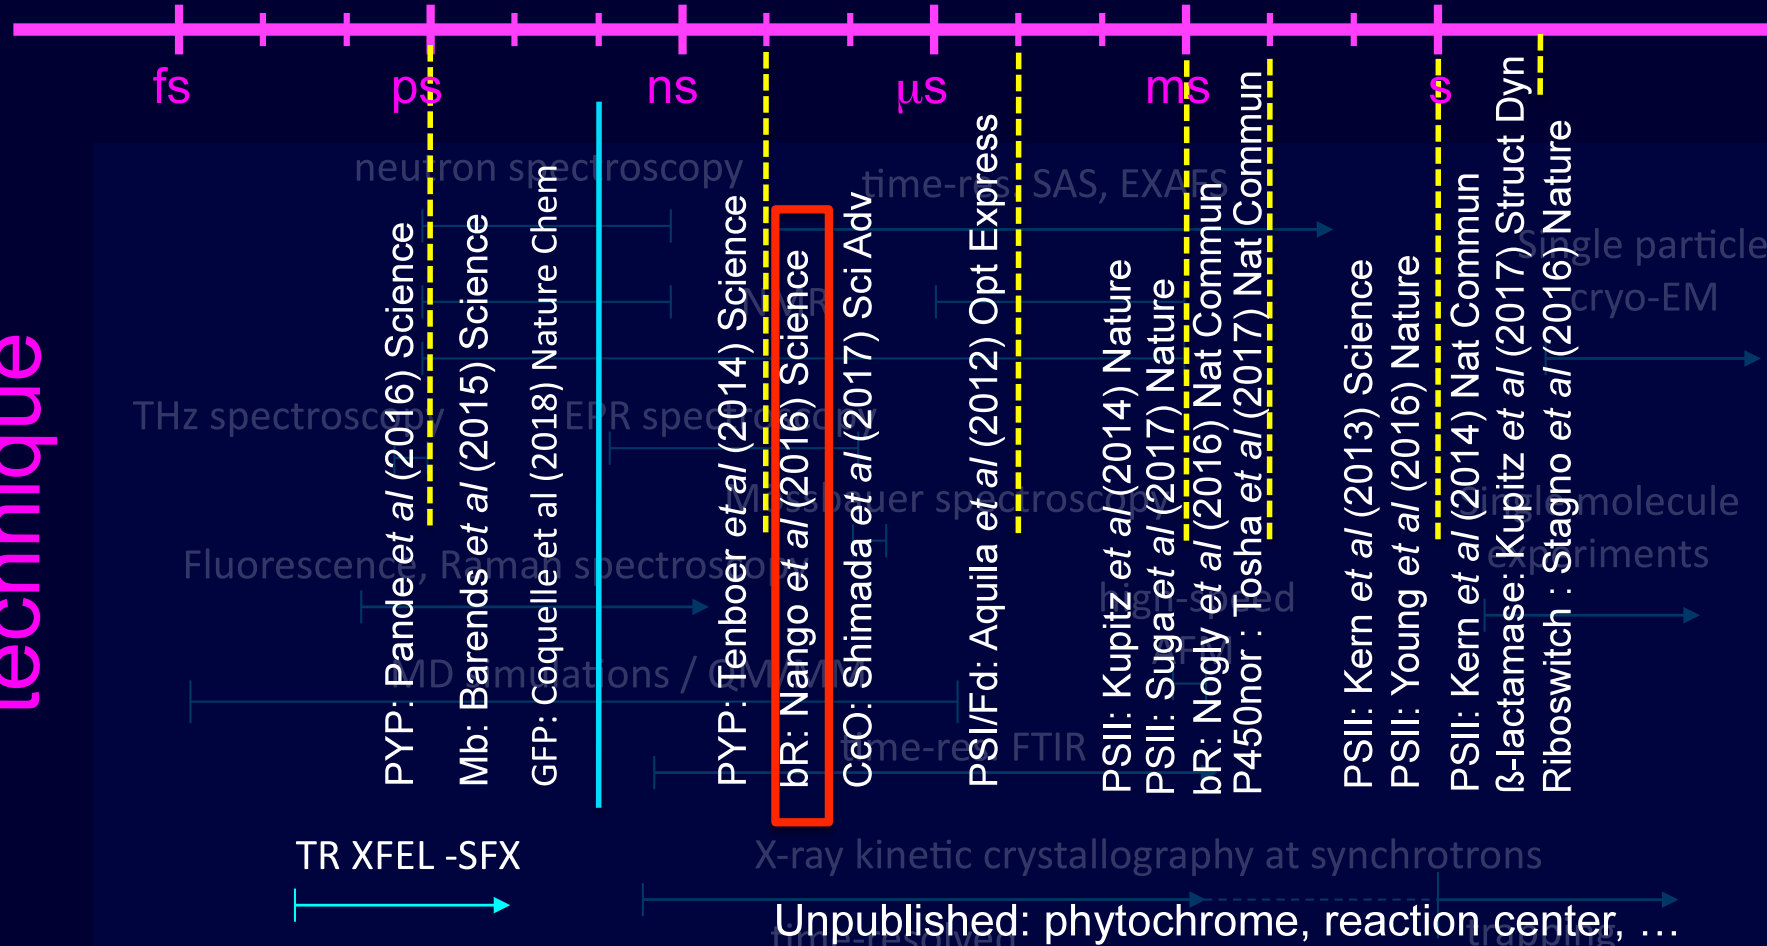 fs
ps
ns
µs
ms
s
technique
neutron spectroscopy
time-res. SAS, EXAFS
Single particle
cryo-EM
NMR
THz spectroscopy
EPR spectroscopy
Mössbauer spectroscopy
Single molecule
experiments
Fluorescence, Raman spectroscopy
high-speed
AFM
MD simulations / QM/MM
time-res. FTIR
PYP: Pande et al (2016) Science
Mb: Barends et al (2015) Science
GFP: Coquelle et al (2018) Nature Chem
PYP: Tenboer et al (2014) Science
bR: Nango et al (2016) Science
CcO: Shimada et al (2017) Sci Adv
PSI/Fd: Aquila et al (2012) Opt Express
PSII: Kupitz et al (2014) Nature
PSII: Suga et al (2017) Nature
bR: Nogly et al (2016) Nat Commun
P450nor : Tosha et al (2017) Nat Commun
PSII: Kern et al (2013) Science
PSII: Young et al (2016) Nature
PSII: Kern et al (2014) Nat Commun
ß-lactamase: Kupitz et al (2017) Struct Dyn
Riboswitch : Stagno et al (2016) Nature
TR XFEL -SFX
X-ray kinetic crystallography at synchrotrons
Unpublished: phytochrome, reaction center, …
time-resolved
trapping